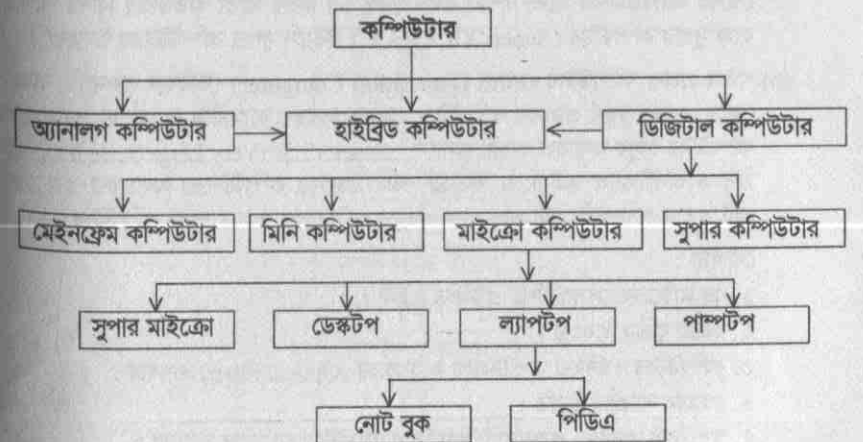 কম্পিউটার
অ্যানালগ কম্পিউটার হাইব্রিড কম্পিউটার ডিজিটাল কম্পিউটার
মেইনফ্রেম কম্পিউটার মিনি কম্পিউটার মাইক্রো কম্পিউটার সুপার কম্পিউটার
সুপার মাইক্রো ডেস্কটপ ল্যাপটপ পাম্পটপ
নোট বুক পিডিএ